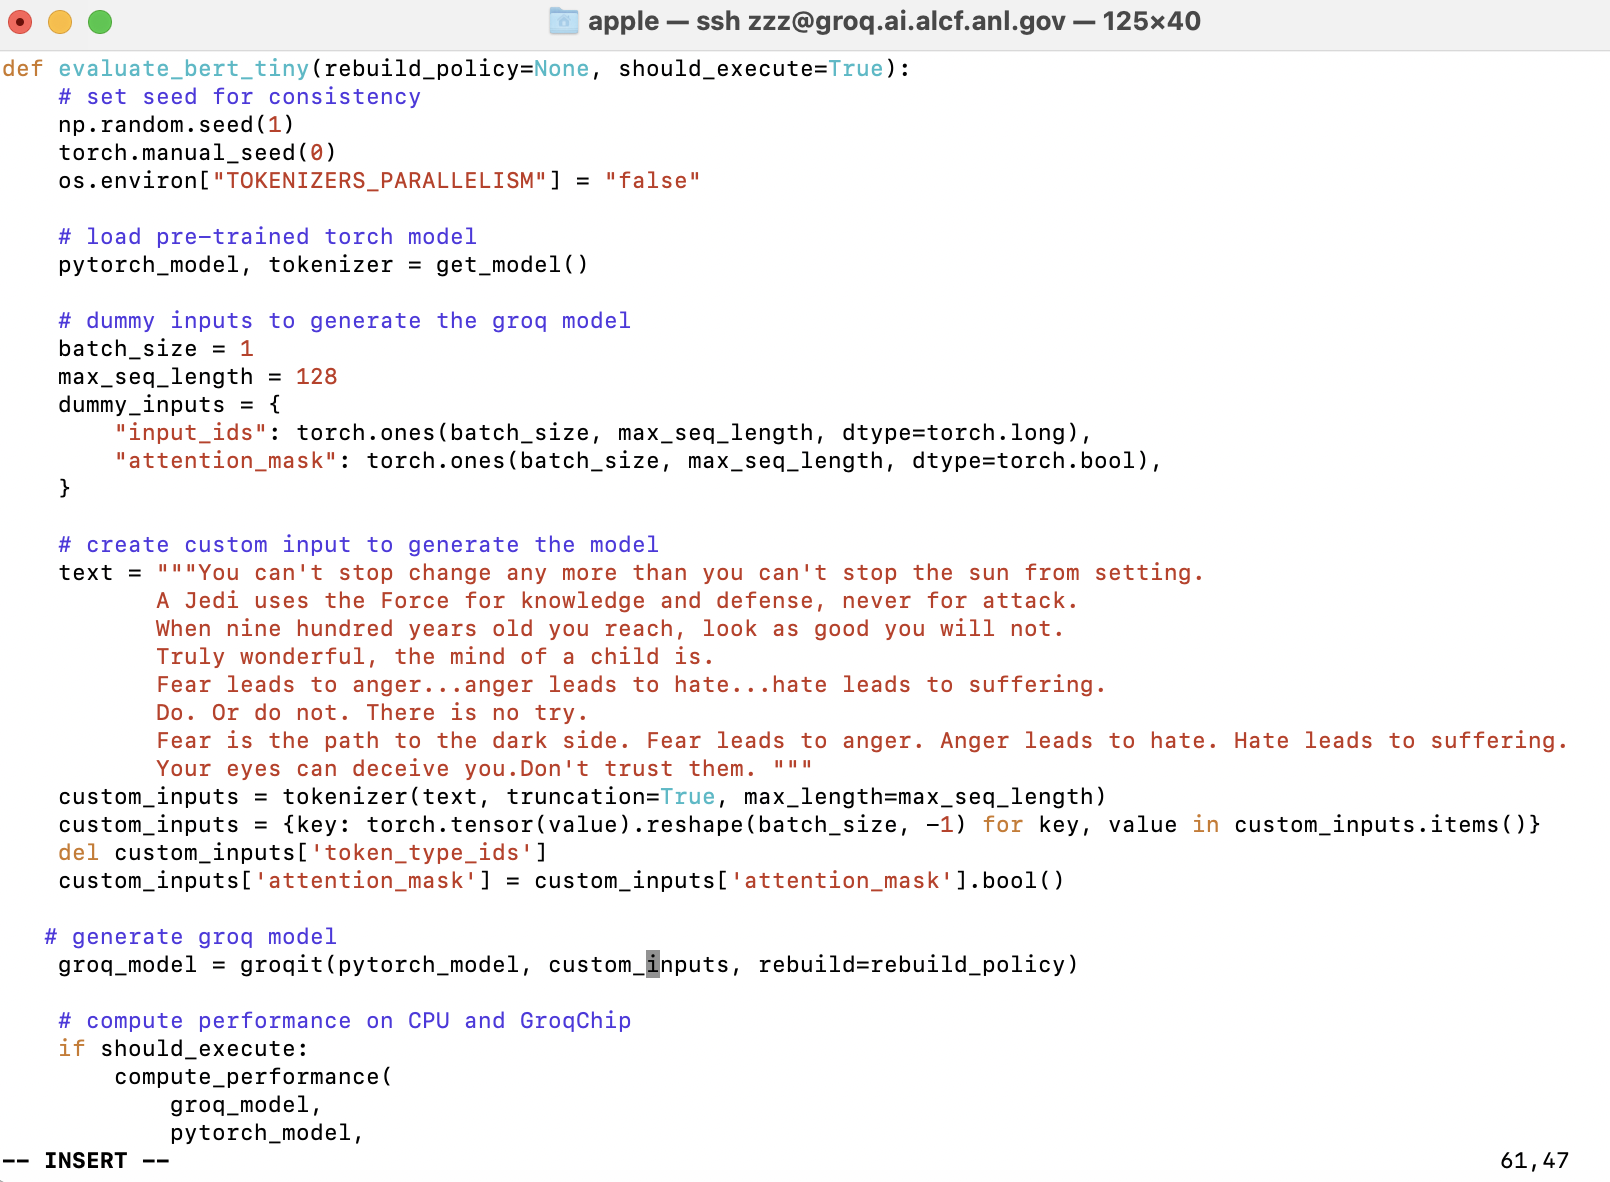 apple — ssh zzz@groq.ai.alcf.anl.gov — 125×40
def evaluate_bert_tiny(rebuild_policy=None, should_execute=True):
    # set seed for consistency
    np.random.seed(1)
    torch.manual_seed(0)
    os.environ["TOKENIZERS_PARALLELISM"] = "false"

    # load pre-trained torch model
    pytorch_model, tokenizer = get_model()

    # dummy inputs to generate the groq model
    batch_size = 1
    max_seq_length = 128
    dummy_inputs = {
        "input_ids": torch.ones(batch_size, max_seq_length, dtype=torch.long),
        "attention_mask": torch.ones(batch_size, max_seq_length, dtype=torch.bool),
    }

    # create custom input to generate the model
    text = """You can't stop change any more than you can't stop the sun from setting.
           A Jedi uses the Force for knowledge and defense, never for attack.
           When nine hundred years old you reach, look as good you will not.
           Truly wonderful, the mind of a child is.
           Fear leads to anger...anger leads to hate...hate leads to suffering.
           Do. Or do not. There is no try.
           Fear is the path to the dark side. Fear leads to anger. Anger leads to hate. Hate leads to suffering.
           Your eyes can deceive you.Don't trust them. """
    custom_inputs = tokenizer(text, truncation=True, max_length=max_seq_length)
    custom_inputs = {key: torch.tensor(value).reshape(batch_size, -1) for key, value in custom_inputs.items()}
    del custom_inputs['token_type_ids']
    custom_inputs['attention_mask'] = custom_inputs['attention_mask'].bool()

   # generate groq model
    groq_model = groqit(pytorch_model, custom_inputs, rebuild=rebuild_policy)

    # compute performance on CPU and GroqChip
    if should_execute:
        compute_performance(
            groq_model,
            pytorch_model,
-- INSERT -- 61,47